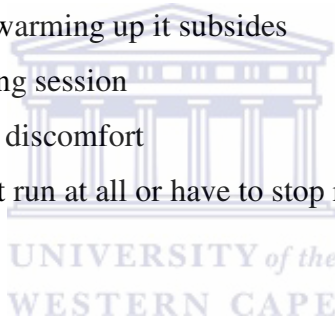 warming up it subsides
ng session
discomfort
run at all or have to stop
UNIVERSITY of the
WESTERN CAPE